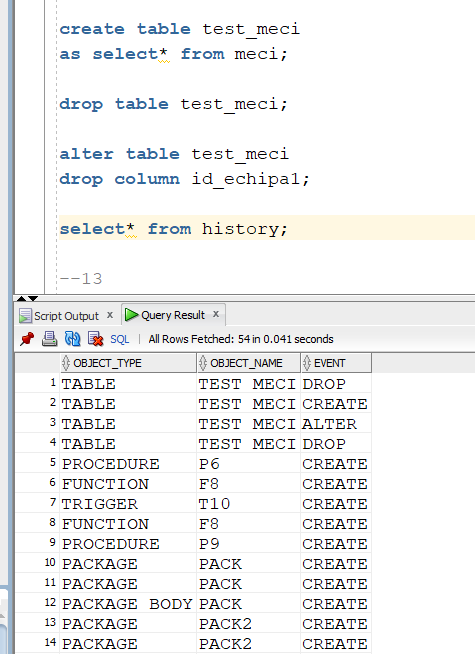 create table test_meci
as select* from meci;
drop table test_meci;
alter table test_meci
drop column id_echipa1;
select* from history;
--13
Script Output x Query Result x
SQL | All Rows Fetched: 54 in 0.041 seconds
OBJECT_TYPE OBJECT_NAME EVENT
1 TABLE TEST_MECI DROP
2 TABLE TEST_MECI CREATE
3 TABLE TEST_MECI ALTER
4 TABLE TEST_MECI DROP
5 PROCEDURE P6 CREATE
6 FUNCTION F8 CREATE
7 TRIGGER T10 CREATE
8 FUNCTION F8 CREATE
9 PROCEDURE P9 CREATE
10 PACKAGE PACK CREATE
11 PACKAGE PACK CREATE
12 PACKAGE BODY PACK CREATE
13 PACKAGE PACK2 CREATE
14 PACKAGE PACK2 CREATE